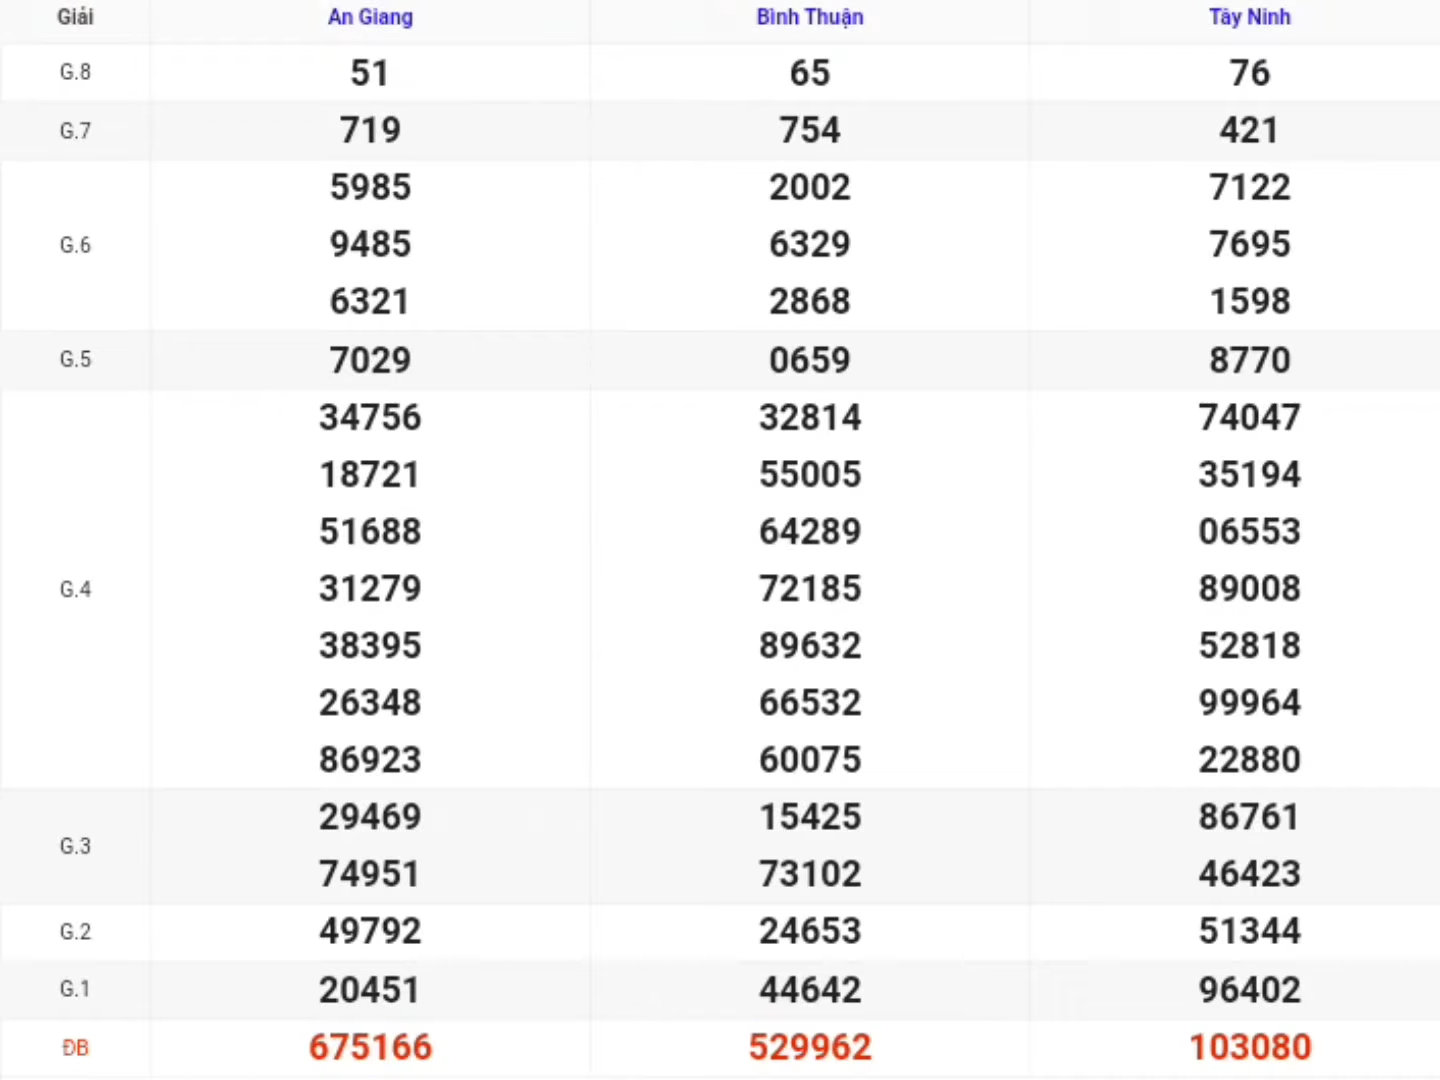 Giải An Giang Bình Thuận Tây Ninh
G.8 51 65 76
G.7 719 754 421
5985 2002 7122
G.6 9485 6329 7695
6321 2868 1598
G.5 7029 0659 8770
34756 32814 74047
18721 55005 35194
51688 64289 06553
G.4 31279 72185 89008
38395 89632 52818
26348 66532 99964
86923 60075 22880
29469 15425 86761
G.3
74951 73102 46423
G.2 49792 24653 51344
G.1 20451 44642 96402
ĐB 675166 529962 103080